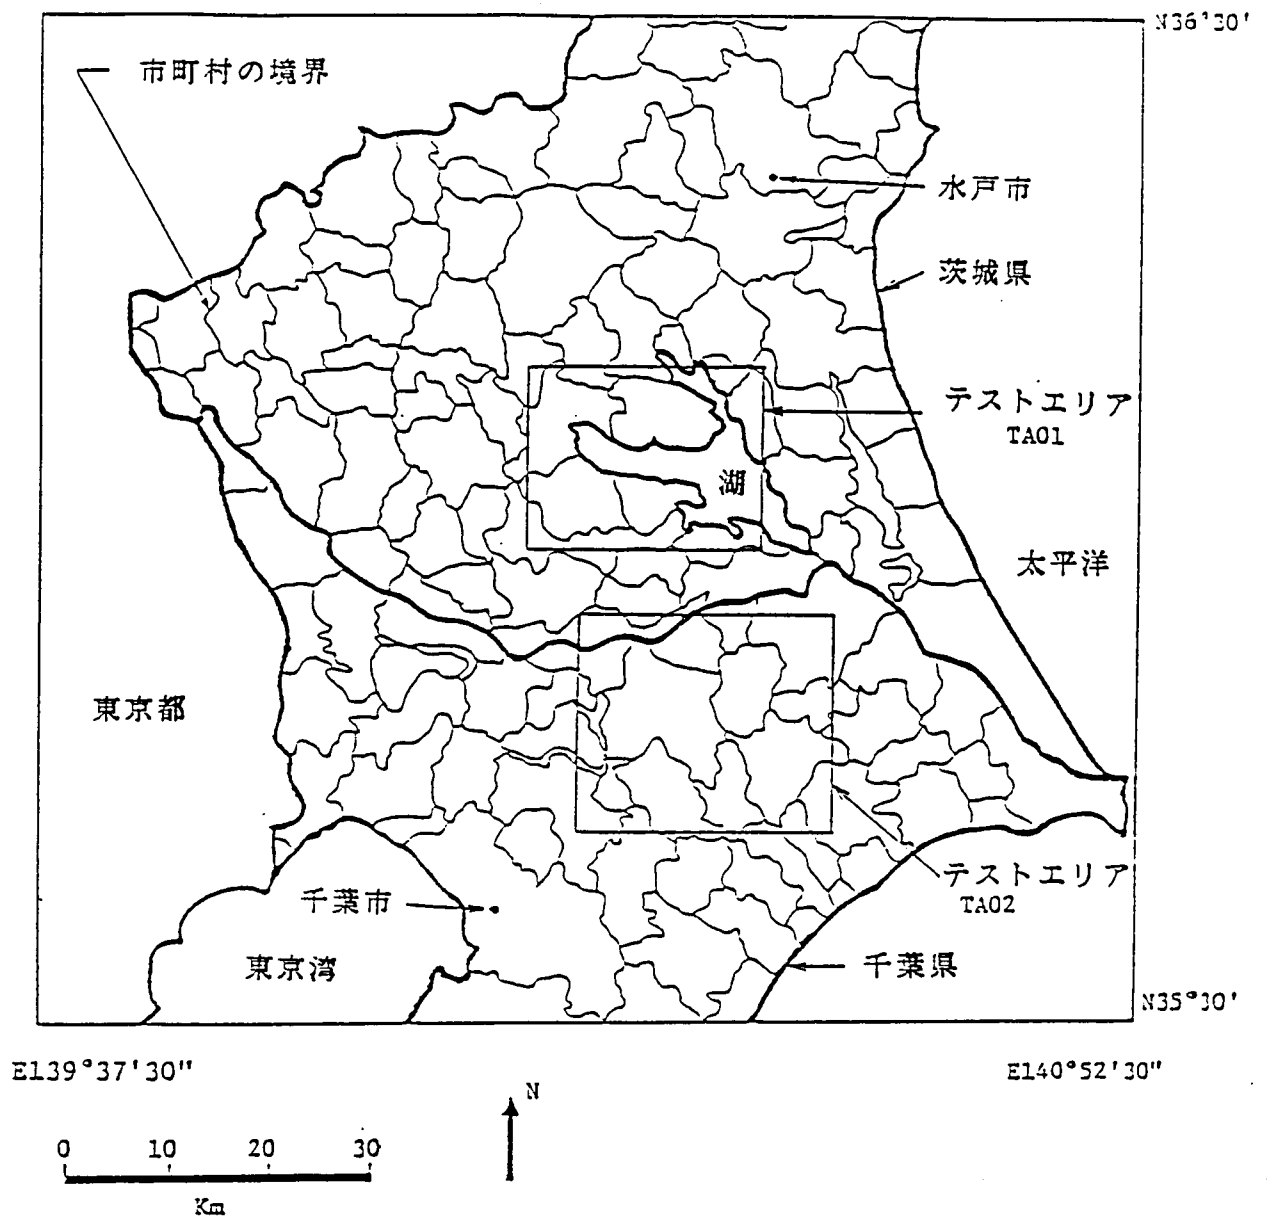 N36°30'
市町村の境界
水戸市
茨城県
テストエリア
TA01
湖
太平洋
東京都
テストエリア
TA02
千葉市
東京湾
千葉県
N35°30'
E139°37'30"
E140°52'30"
N
0 10 20 30
Km